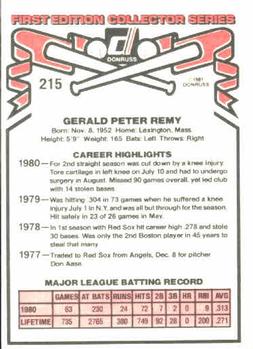 FIRST EDITION COLLECTOR SERIES
DONRUSS
215
© 1981
DONRUSS
GERALD PETER REMY
Born: Nov. 8, 1952 Home: Lexington, Mass.
Height: 5'9" Weight: 165 Bats: Left Throws: Right
CAREER HIGHLIGHTS
1980— For 2nd straight season was cut down by a knee injury.
Tore cartilage in left knee on July 10 and had to undergo
surgery in August. Missed 90 games overall, yet led club
with 14 stolen bases
1979— Was hitting .304 in 73 games when he suffered a knee
injury July 1 in N.Y. and was all but through for the season.
Hit safely in 23 of 26 games in May.
1978— In 1st season with Red Sox hit career high .278 and stole
30 bases. Was only the 2nd Boston player in 45 years to
steal that many
1977— Traded to Red Sox from Angels, Dec. 8 for pitcher
Don Aase
MAJOR LEAGUE BATTING RECORD
GAMES AT BATS RUNS HITS 2B 3B HR RBI AVG
1980 63 230 24 72 7 2 0 9 .313
LIFETIME 735 2765 380 749 92 28 0 200 .271